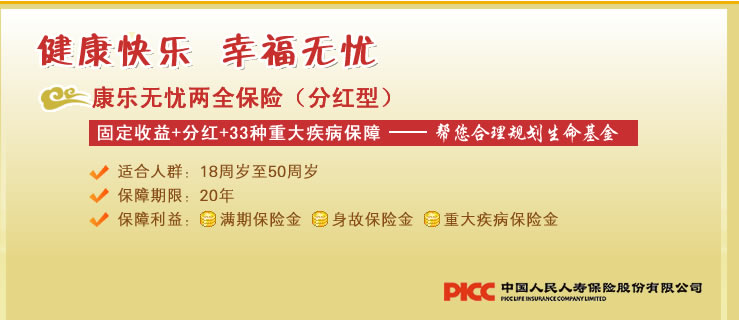 健康快乐 幸福无忧
康乐无忧两全保险（分红型）
固定收益+分红+33种重大疾病保障 —— 帮您合理规划生命基金
适合人群：18周岁至50周岁
保障期限：20年
保障利益：满期保险金 身故保险金 重大疾病保险金
PICC 中国人民人寿保险股份有限公司
PICC LIFE INSURANCE COMPANY LIMITED